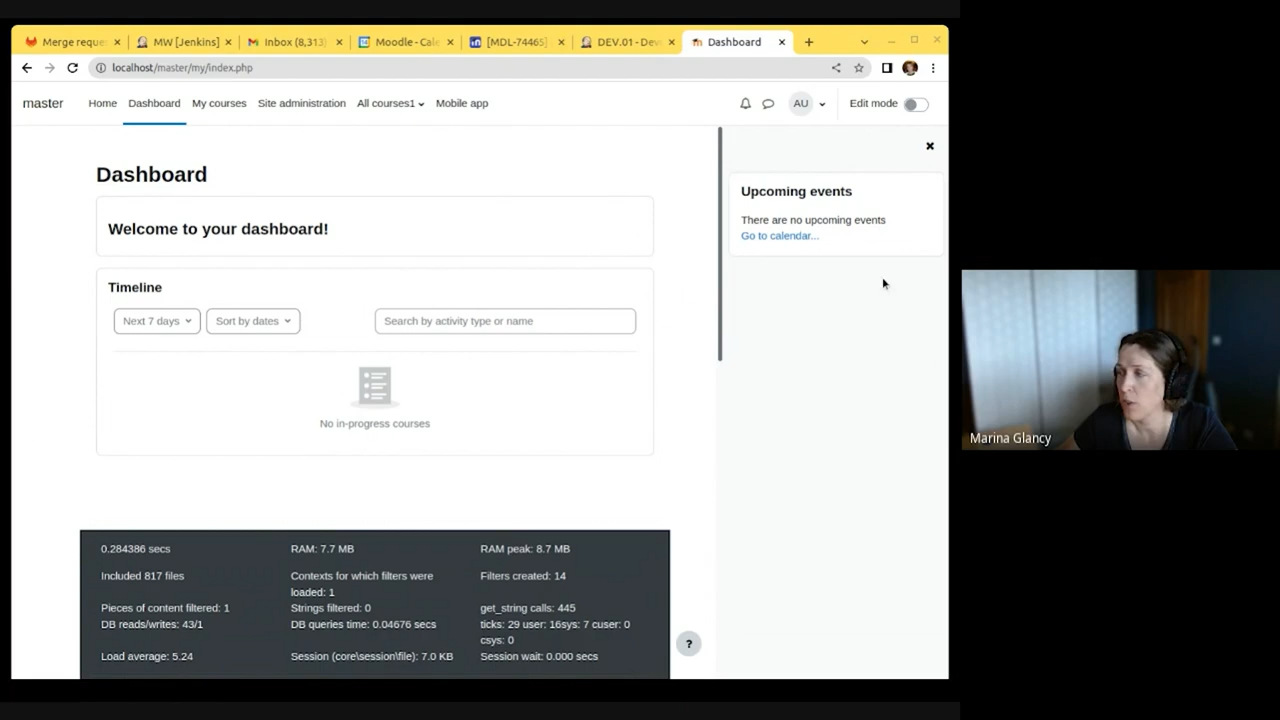 Merge reque
MW [Jenkins]
Inbox (8,313)
Moodle - Cale
[MDL-74465]
DEV.01 - Deve
Dashboard
localhost/master/my/index.php
master
Home
Dashboard
My courses
Site administration
All courses1
Mobile app
AU
Edit mode
Dashboard
Welcome to your dashboard!
Timeline
Next 7 days
Sort by dates
Search by activity type or name
No in-progress courses
Upcoming events
There are no upcoming events
Go to calendar...
0.284386 secs
RAM: 7.7 MB
RAM peak: 8.7 MB
Included 817 files
Contexts for which filters were
loaded: 1
Filters created: 14
Pieces of content filtered: 1
Strings filtered: 0
get_string calls: 445
DB reads/writes: 43/1
DB queries time: 0.04676 secs
ticks: 29 user: 16sys: 7 cuser: 0
csys: 0
Load average: 5.24
Session (core\session\file): 7.0 KB
Session wait: 0.000 secs
?
Marina Glancy